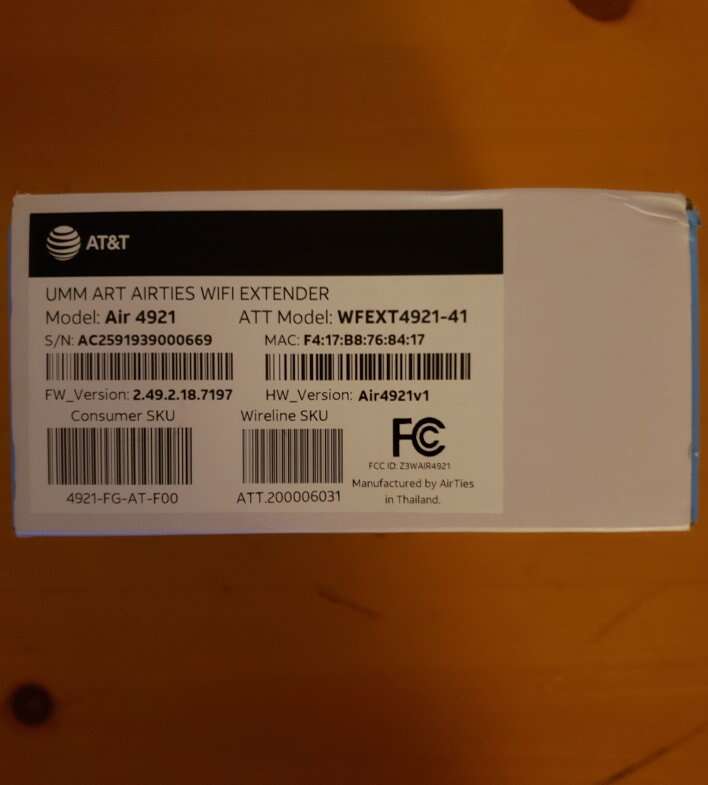 AT&T
UMM ART AIRTIES WIFI EXTENDER
Model: Air 4921 ATT Model: WFEXT4921-41
S/N: AC2591939000669 MAC: F4:17:B8:76:84:17
FW_Version: 2.49.2.18.7197 HW_Version: Air4921v1
Consumer SKU Wireline SKU
4921-FG-AT-F00 ATT.200006031
FC
FCC ID: Z3WAIR4921
Manufactured by AirTies
in Thailand.